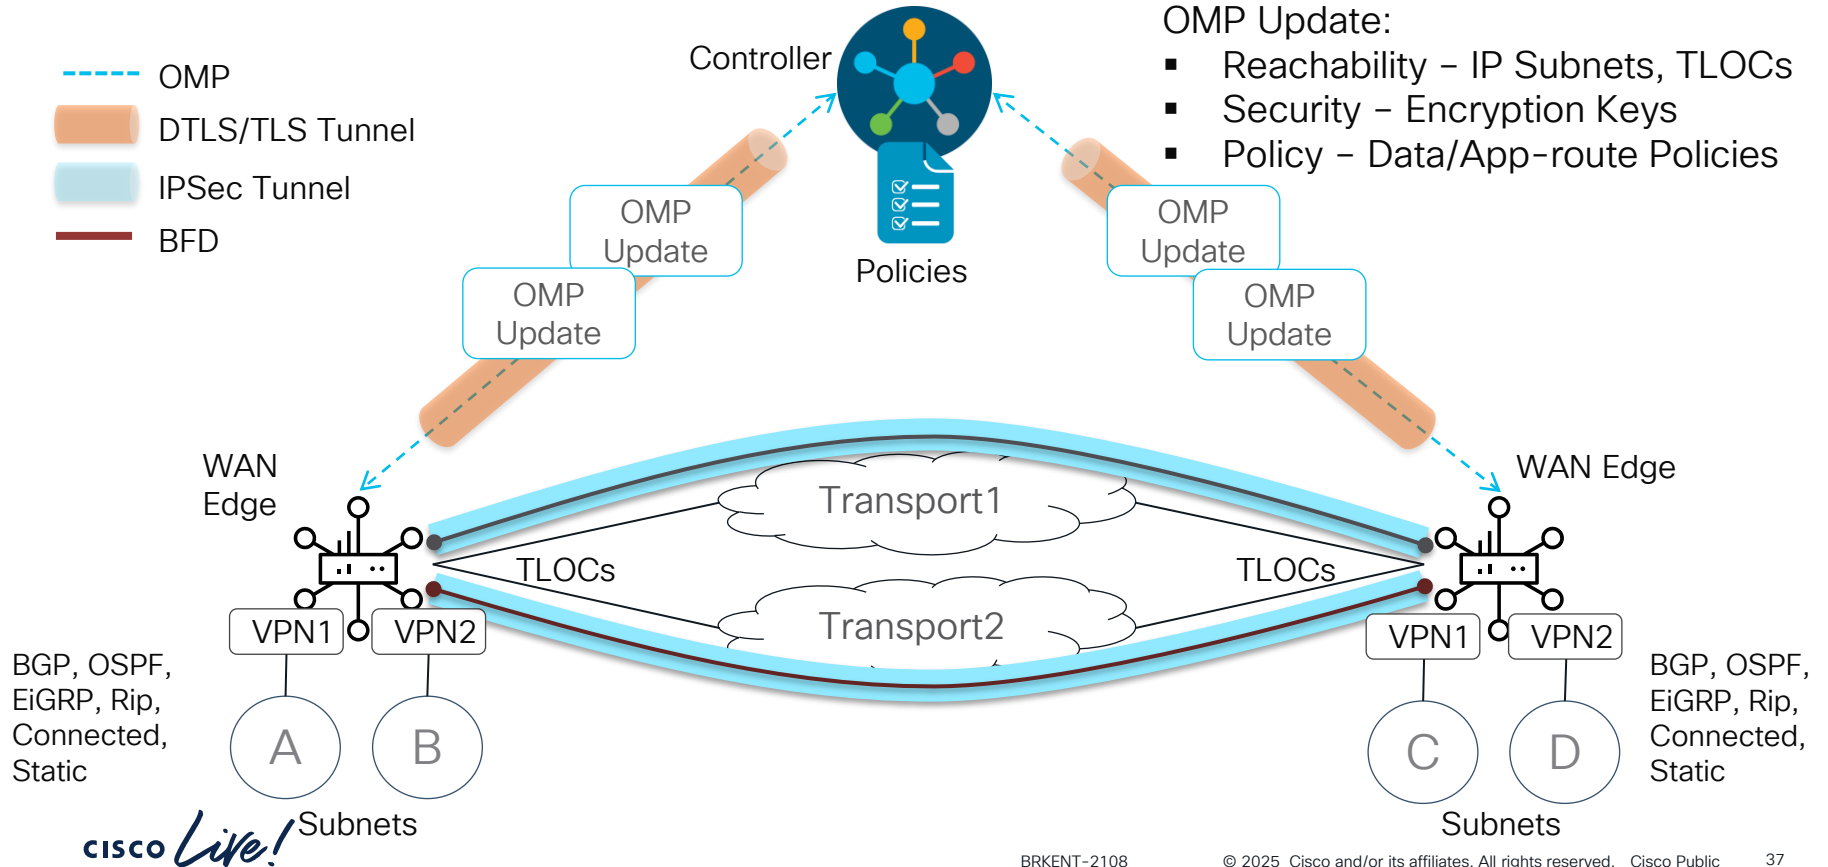 OMP
DTLS/TLS Tunnel
IPSec Tunnel
BFD
Controller
OMP Update:
▪ Reachability – IP Subnets, TLOCs
▪ Security – Encryption Keys
▪ Policy – Data/App-route Policies
OMP
Update
OMP
Update
Policies
OMP
Update
OMP
Update
WAN
Edge
WAN Edge
Transport1
TLOCs
TLOCs
Transport2
VPN1
VPN2
VPN1
VPN2
BGP, OSPF,
EiGRP, Rip,
Connected,
Static
A
B
Subnets
C
D
Subnets
BGP, OSPF,
EiGRP, Rip,
Connected,
Static
CISCO Live!
BRKENT-2108
© 2025 Cisco and/or its affiliates. All rights reserved. Cisco Public
37